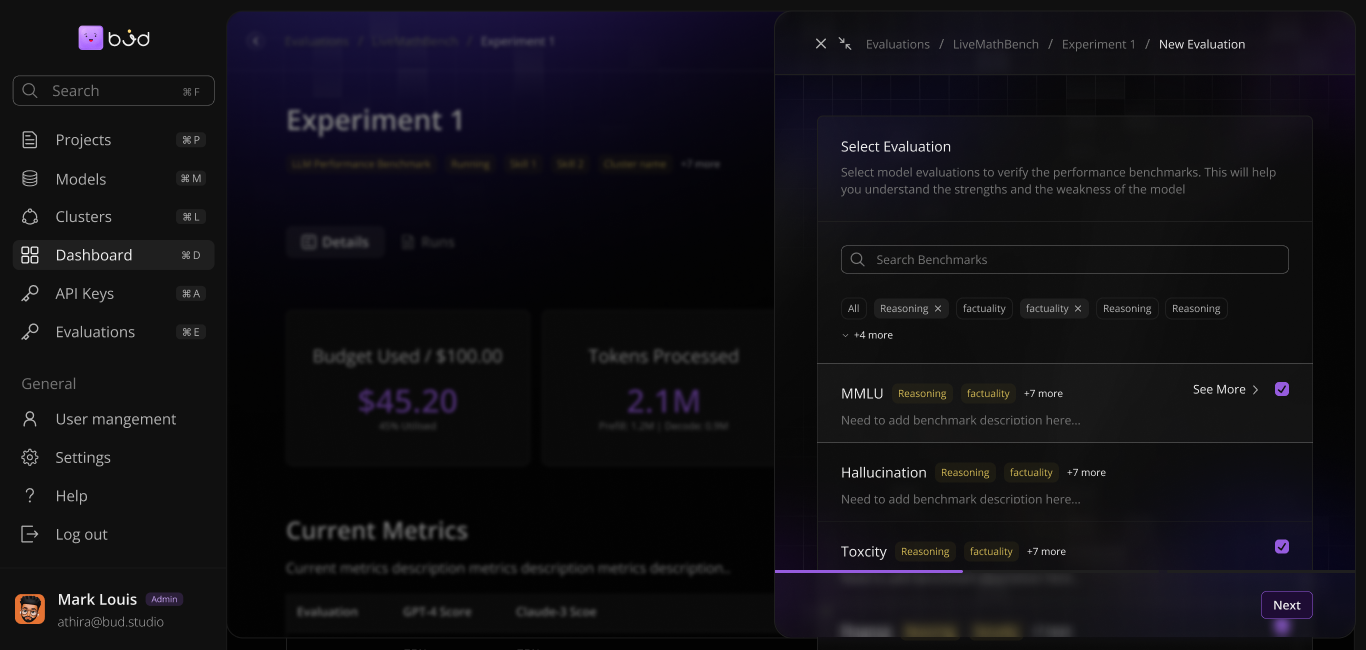 bud
Search ⌘ F
Projects ⌘ P
Models ⌘ M
Clusters ⌘ L
Dashboard ⌘ D
API Keys ⌘ A
Evaluations ⌘ E
General
User mangement
Settings
Help
Log out
Mark Louis Admin
athira@bud.studio
Evaluations / LiveMathBench / Experiment 1
Experiment 1
LLM Performance Benchmark Running Skill 1 Skill 2 Cluster name +7 more
Details Runs
Budget Used / $100.00
$45.20
45% Utilised
Tokens Processed
2.1M
Prefill: 1.2M | Decode: 0.9M
Current Metrics
Current metrics description metrics description metrics description..
Evaluation GPT-4 Score Claude-3 Scoe
Evaluations / LiveMathBench / Experiment 1 / New Evaluation
Select Evaluation
Select model evaluations to verify the performance benchmarks. This will help
you understand the strengths and the weakness of the model
Search Benchmarks
All Reasoning factuality factuality Reasoning Reasoning
+4 more
MMLU Reasoning factuality +7 more See More
Need to add benchmark description here...
Hallucination Reasoning factuality +7 more
Need to add benchmark description here...
Toxcity Reasoning factuality +7 more
Next